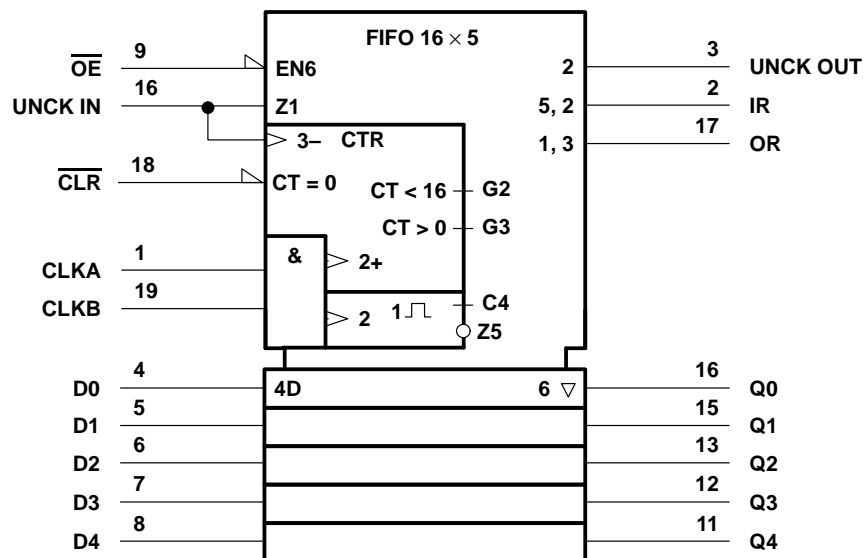 FIFO 16 × 5
OE 9 EN6 2 3 UNCK OUT
UNCK IN 16 Z1 5, 2 2 IR
3– CTR 1, 3 17 OR
CLR 18 CT = 0 CT < 16 G2
CT > 0 G3
CLKA 1 & 2+
CLKB 19 2 1 C4
Z5
D0 4 4D 6 16 Q0
D1 5 15 Q1
D2 6 13 Q2
D3 7 12 Q3
D4 8 11 Q4